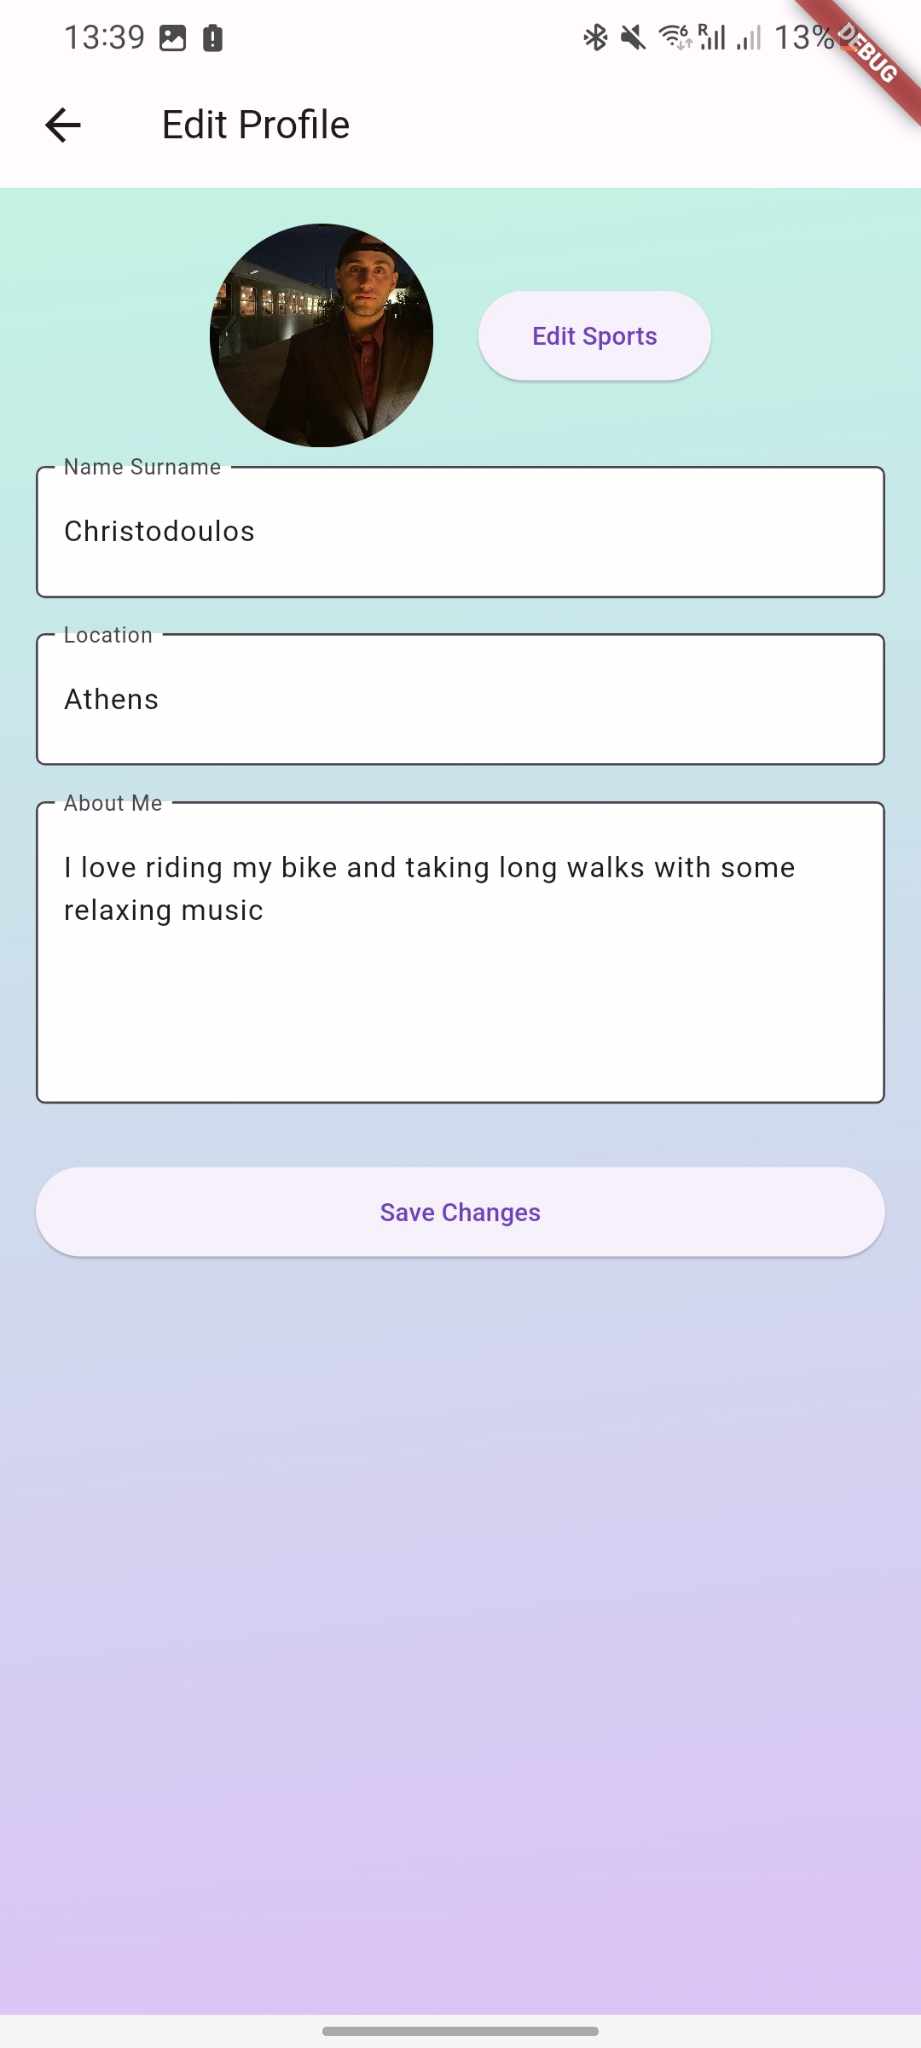 13:39
R
6
13%
DEBUG
Edit Profile
Edit Sports
Name Surname
Christodoulos
Location
Athens
About Me
I love riding my bike and taking long walks with some
relaxing music
Save Changes